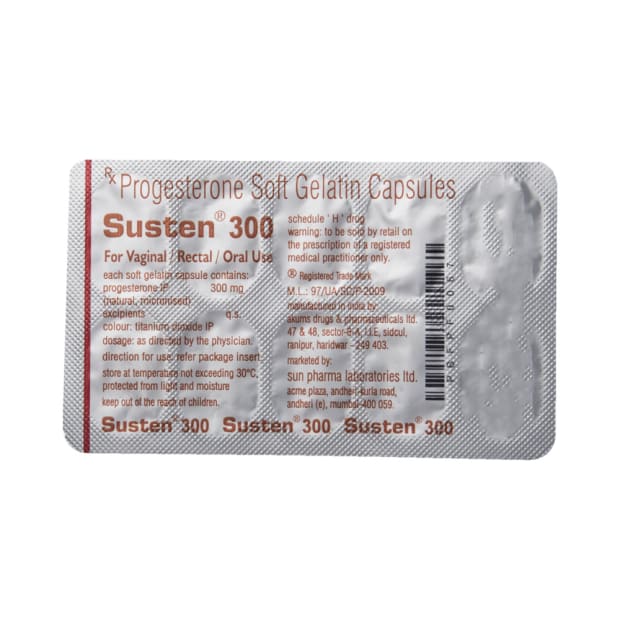 Rx Progesterone Soft Gelatin Capsules
Susten® 300
For Vaginal / Rectal / Oral Use
each soft gelatin capsule contains:
progesterone IP 300 mg
(natural, micronised)
excipients q.s.
colour: titanium dioxide IP
dosage: as directed by the physician.
direction for use: refer package insert
store at temperature not exceeding 30°C,
protected from light and moisture
keep out of the reach of children.
schedule 'H' drug
warning: to be sold by retail on
the prescription of a registered
medical practitioner only.
® Registered Trade Mark
M.L.: 97/UA/SC/P-2009
manufactured in india by:
akums drugs & pharmaceuticals ltd.
47 & 48, sector-6-A, I.I.E, sidcul,
ranipur, haridwar - 249 403.
marketed by:
sun pharma laboratories ltd.
acme plaza, andheri-kurla road,
andheri (e), mumbai-400 059.
Susten® 300 Susten® 300 Susten® 300